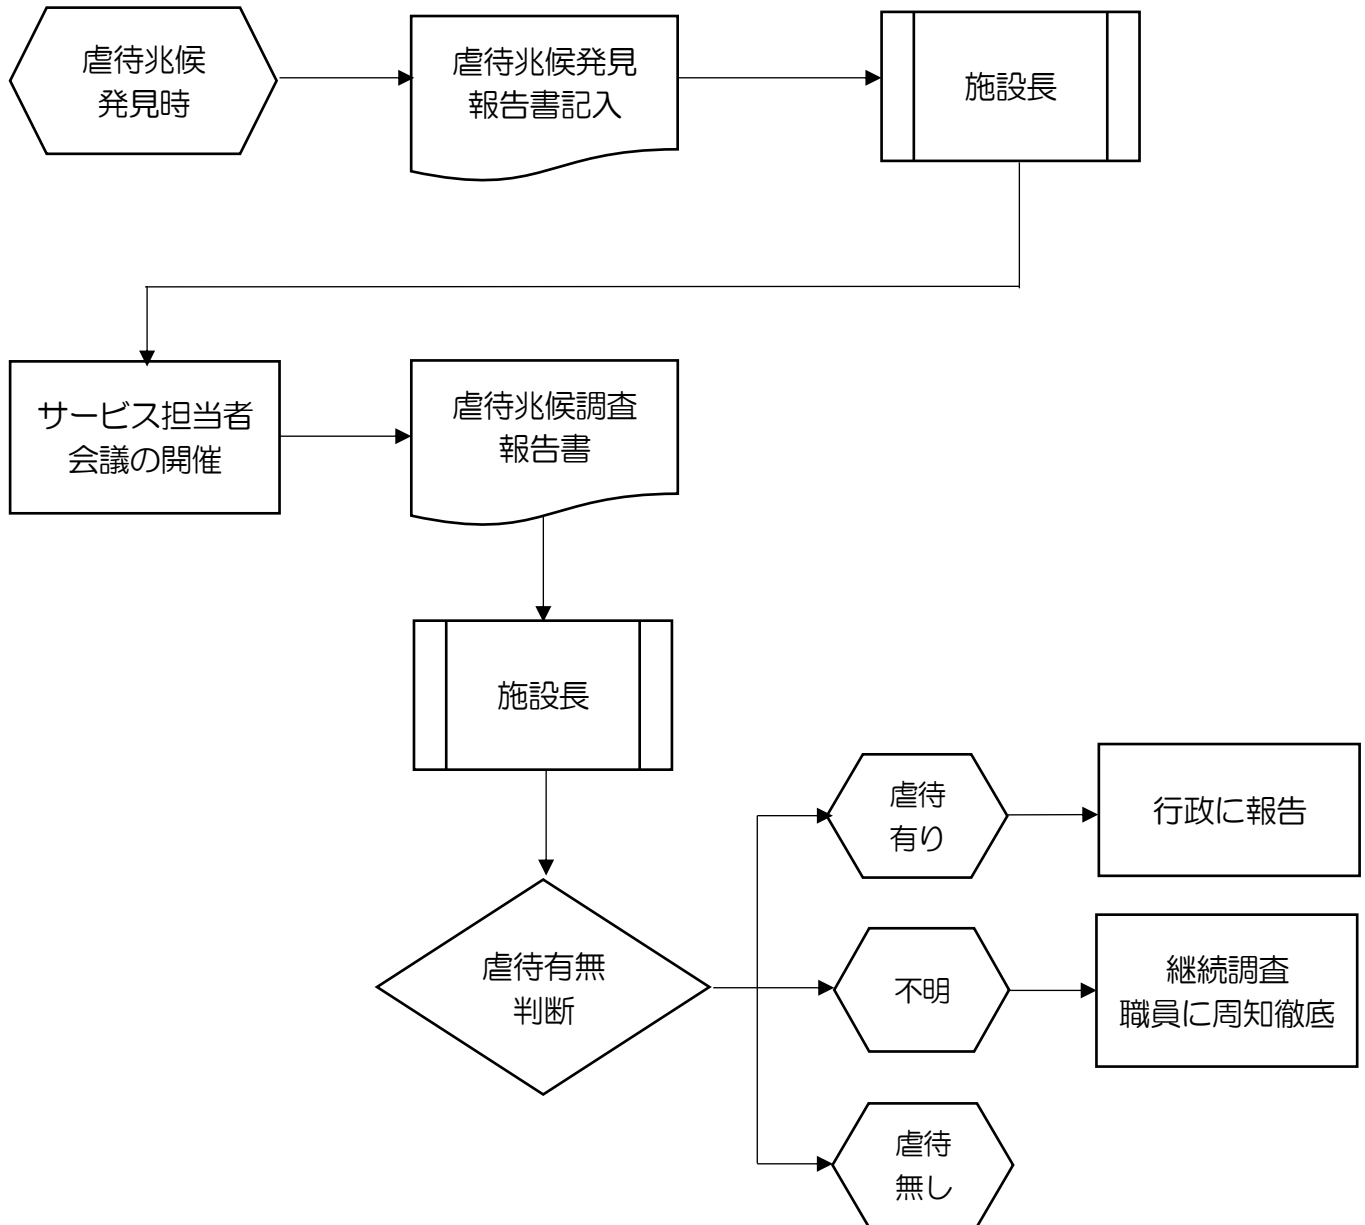 虐待兆候
発見時
虐待兆候発見
報告書記入
施設長
サービス担当者
会議の開催
虐待兆候調査
報告書
施設長
虐待有無
判断
虐待
有り
行政に報告
不明
継続調査
職員に周知徹底
虐待
無し